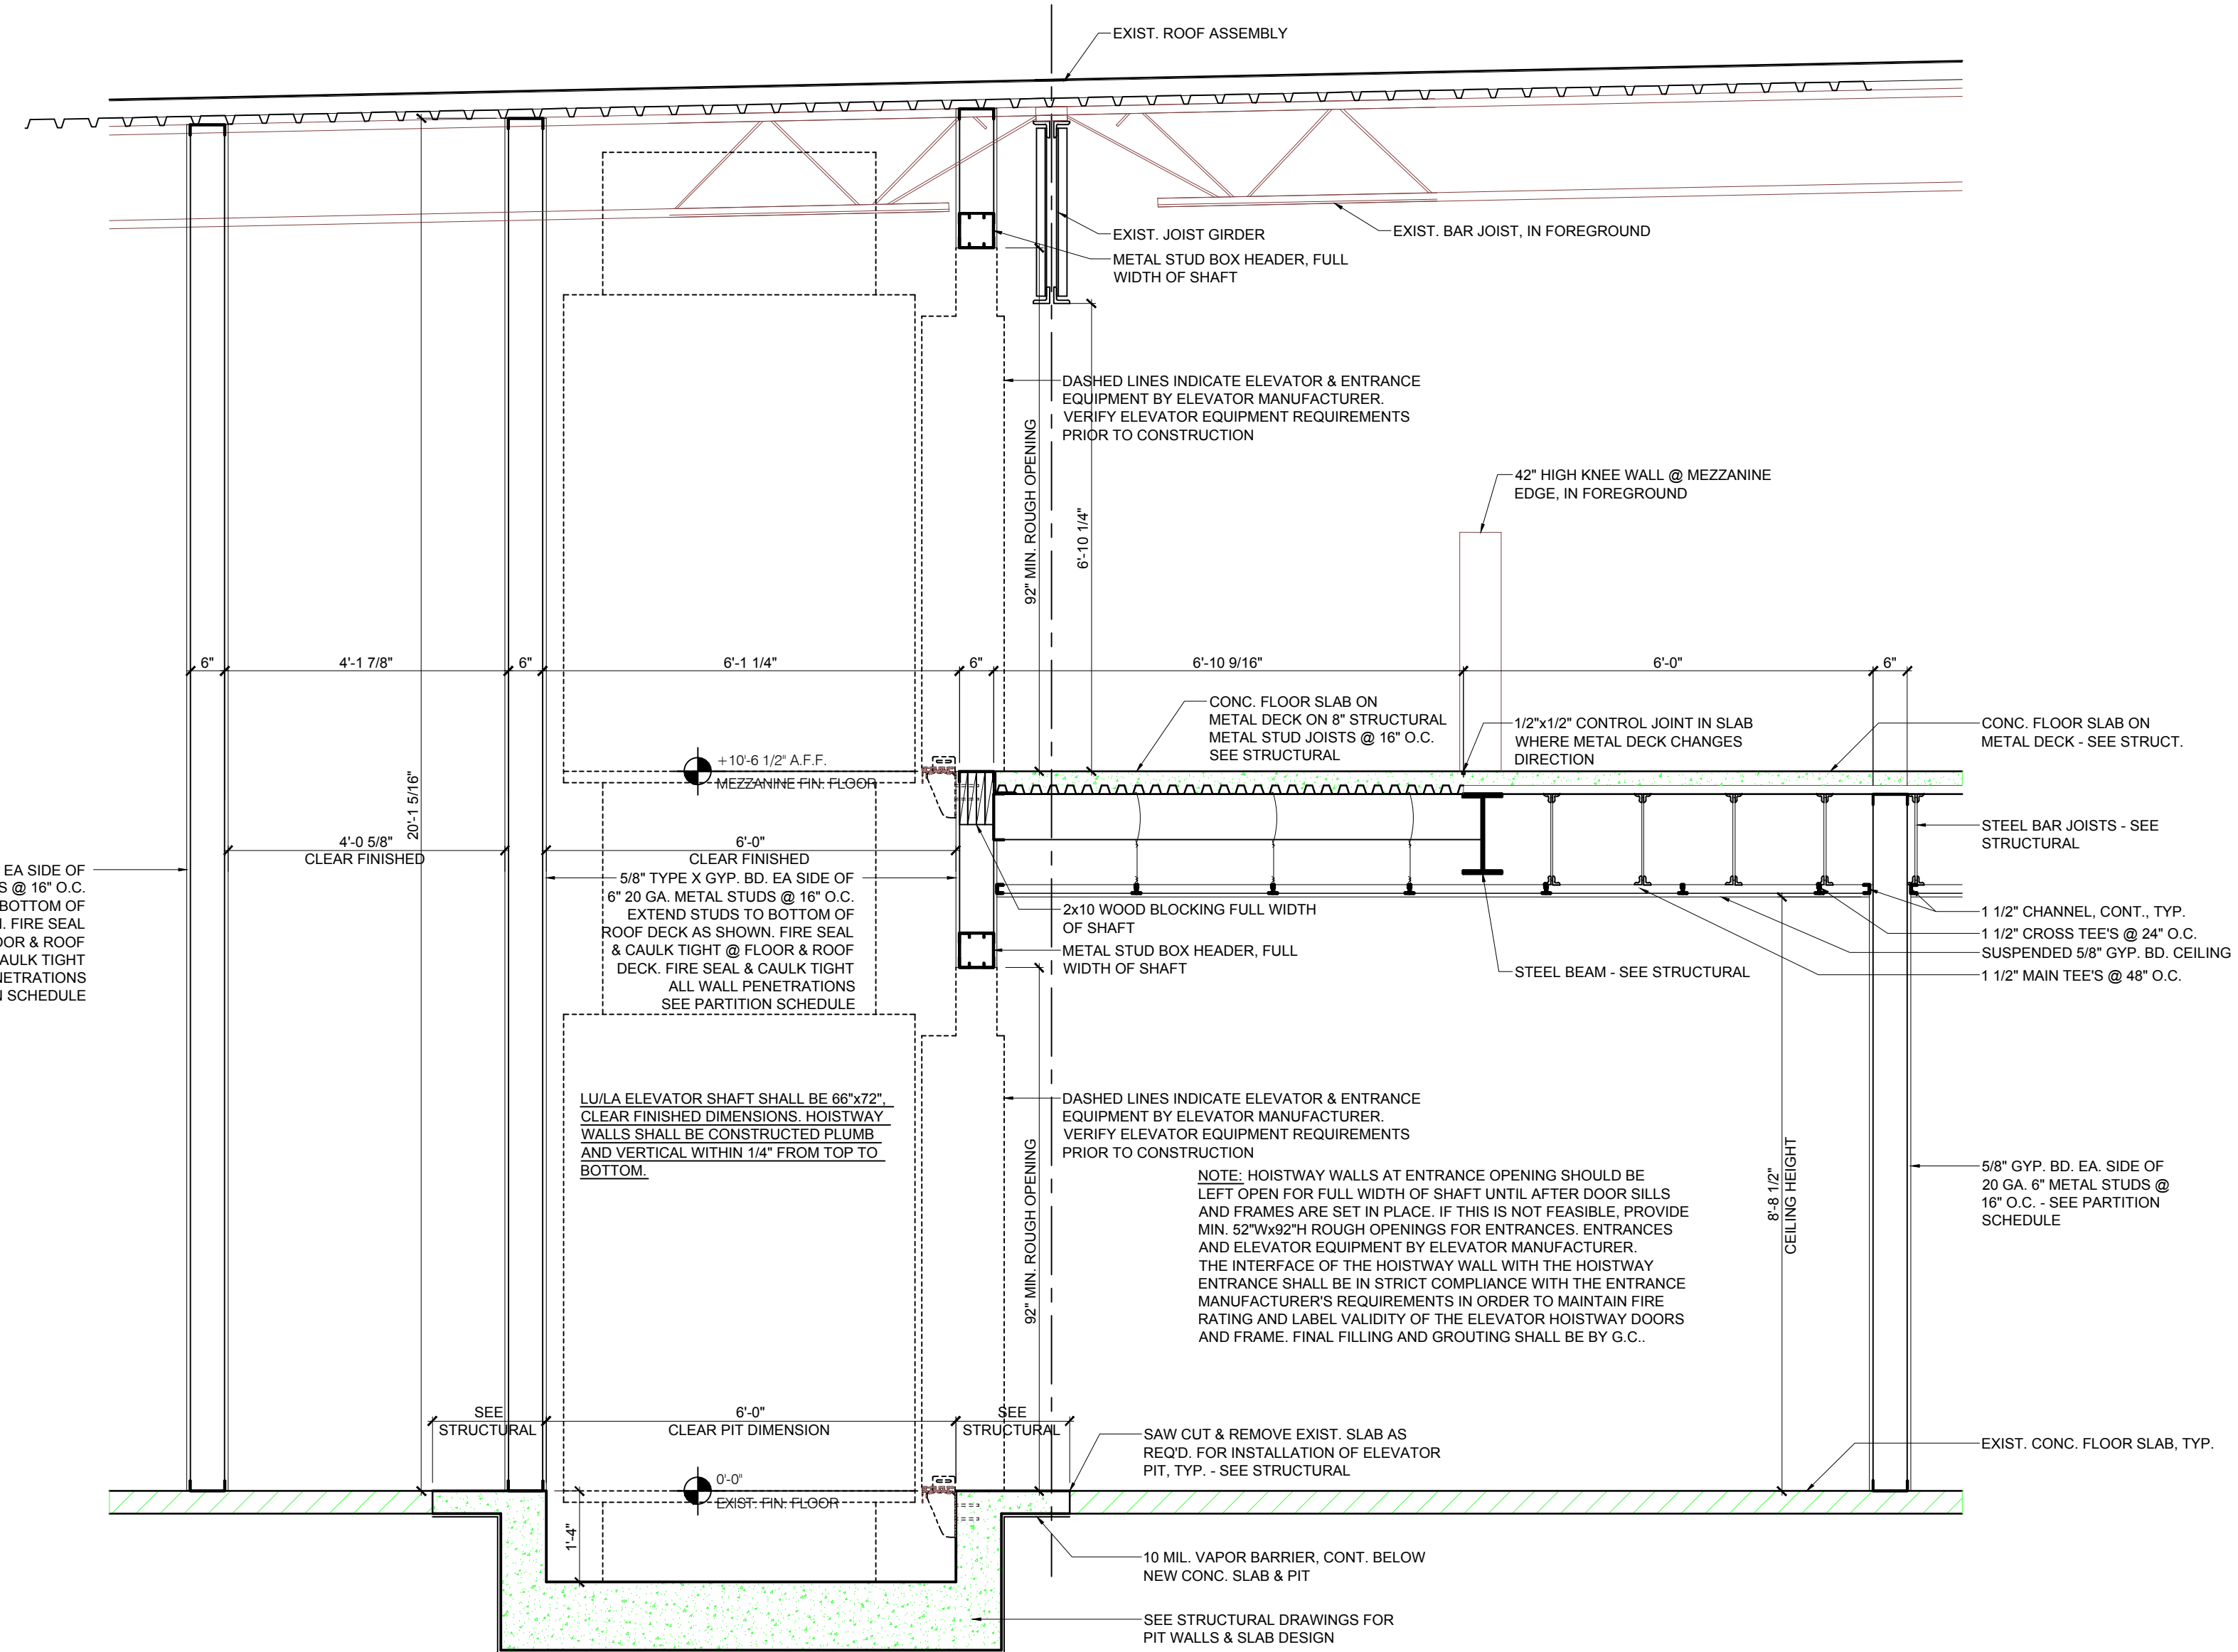 EXIST. ROOF ASSEMBLY
EXIST. JOIST GIRDER
EXIST. BAR JOIST, IN FOREGROUND
METAL STUD BOX HEADER, FULL
WIDTH OF SHAFT
DASHED LINES INDICATE ELEVATOR & ENTRANCE
EQUIPMENT BY ELEVATOR MANUFACTURER.
VERIFY ELEVATOR EQUIPMENT REQUIREMENTS
PRIOR TO CONSTRUCTION
92" MIN. ROUGH OPENING
6'-10 1/4"
42" HIGH KNEE WALL @ MEZZANINE
EDGE, IN FOREGROUND
6"
4'-1 7/8"
6"
6'-1 1/4"
6"
6'-10 9/16"
6'-0"
6"
CONC. FLOOR SLAB ON
METAL DECK ON 8" STRUCTURAL
METAL STUD JOISTS @ 16" O.C.
SEE STRUCTURAL
1/2"x1/2" CONTROL JOINT IN SLAB
WHERE METAL DECK CHANGES
DIRECTION
CONC. FLOOR SLAB ON
METAL DECK - SEE STRUCT.
+10'-6 1/2" A.F.F.
MEZZANINE FIN. FLOOR
20'-1 5/16"
4'-0 5/8"
CLEAR FINISHED
6'-0"
CLEAR FINISHED
STEEL BAR JOISTS - SEE
STRUCTURAL
EA SIDE OF
S @ 16" O.C.
BOTTOM OF
. FIRE SEAL
OOR & ROOF
AULK TIGHT
NETRATIONS
N SCHEDULE
5/8" TYPE X GYP. BD. EA SIDE OF
6" 20 GA. METAL STUDS @ 16" O.C.
EXTEND STUDS TO BOTTOM OF
ROOF DECK AS SHOWN. FIRE SEAL
& CAULK TIGHT @ FLOOR & ROOF
DECK. FIRE SEAL & CAULK TIGHT
ALL WALL PENETRATIONS
SEE PARTITION SCHEDULE
2x10 WOOD BLOCKING FULL WIDTH
OF SHAFT
METAL STUD BOX HEADER, FULL
WIDTH OF SHAFT
STEEL BEAM - SEE STRUCTURAL
1 1/2" CHANNEL, CONT., TYP.
1 1/2" CROSS TEE'S @ 24" O.C.
SUSPENDED 5/8" GYP. BD. CEILING
1 1/2" MAIN TEE'S @ 48" O.C.
LU/LA ELEVATOR SHAFT SHALL BE 66"x72",
CLEAR FINISHED DIMENSIONS. HOISTWAY
WALLS SHALL BE CONSTRUCTED PLUMB
AND VERTICAL WITHIN 1/4" FROM TOP TO
BOTTOM.
DASHED LINES INDICATE ELEVATOR & ENTRANCE
EQUIPMENT BY ELEVATOR MANUFACTURER.
VERIFY ELEVATOR EQUIPMENT REQUIREMENTS
PRIOR TO CONSTRUCTION
92" MIN. ROUGH OPENING
NOTE: HOISTWAY WALLS AT ENTRANCE OPENING SHOULD BE
LEFT OPEN FOR FULL WIDTH OF SHAFT UNTIL AFTER DOOR SILLS
AND FRAMES ARE SET IN PLACE. IF THIS IS NOT FEASIBLE, PROVIDE
MIN. 52"Wx92"H ROUGH OPENINGS FOR ENTRANCES. ENTRANCES
AND ELEVATOR EQUIPMENT BY ELEVATOR MANUFACTURER.
THE INTERFACE OF THE HOISTWAY WALL WITH THE HOISTWAY
ENTRANCE SHALL BE IN STRICT COMPLIANCE WITH THE ENTRANCE
MANUFACTURER'S REQUIREMENTS IN ORDER TO MAINTAIN FIRE
RATING AND LABEL VALIDITY OF THE ELEVATOR HOISTWAY DOORS
AND FRAME. FINAL FILLING AND GROUTING SHALL BE BY G.C..
8'-8 1/2"
CEILING HEIGHT
5/8" GYP. BD. EA. SIDE OF
20 GA. 6" METAL STUDS @
16" O.C. - SEE PARTITION
SCHEDULE
SEE
STRUCTURAL
6'-0"
CLEAR PIT DIMENSION
SEE
STRUCTURAL
SAW CUT & REMOVE EXIST. SLAB AS
REQ'D. FOR INSTALLATION OF ELEVATOR
PIT, TYP. - SEE STRUCTURAL
EXIST. CONC. FLOOR SLAB, TYP.
0'-0"
EXIST. FIN. FLOOR
1'-4"
10 MIL. VAPOR BARRIER, CONT. BELOW
NEW CONC. SLAB & PIT
SEE STRUCTURAL DRAWINGS FOR
PIT WALLS & SLAB DESIGN